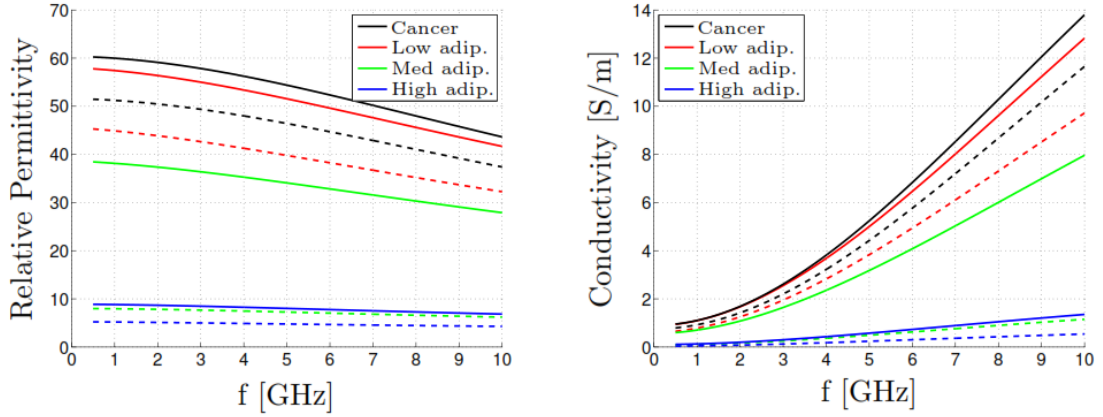 Relative Permittivity
70
60
50
40
30
20
10
0
0 1 2 3 4 5 6 7 8 9 10
f [GHz]
Cancer
Low adip.
Med adip.
High adip.
Conductivity [S/m]
14
12
10
8
6
4
2
0
0 1 2 3 4 5 6 7 8 9 10
f [GHz]
Cancer
Low adip.
Med adip.
High adip.